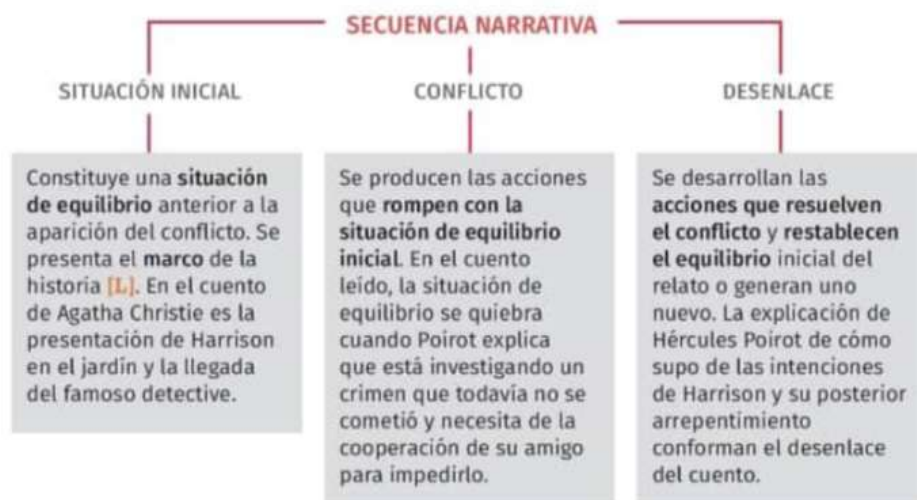 SECUENCIA NARRATIVA
SITUACIÓN INICIAL
Constituye una situación
de equilibrio anterior a la
aparición del conflicto. Se
presenta el marco de la
historia [L]. En el cuento
de Agatha Christie es la
presentación de Harrison
en el jardín y la llegada
del famoso detective.
CONFLICTO
Se producen las acciones
que rompen con la
situación de equilibrio
inicial. En el cuento
leído, la situación de
equilibrio se quiebra
cuando Poirot explica
que está investigando un
crimen que todavía no se
cometió y necesita de la
cooperación de su amigo
para impedirlo.
DESENLACE
Se desarrollan las
acciones que resuelven
el conflicto y restablecen
el equilibrio inicial del
relato o generan uno
nuevo. La explicación de
Hércules Poirot de cómo
supo de las intenciones
de Harrison y su posterior
arrepentimiento
conforman el desenlace
del cuento.